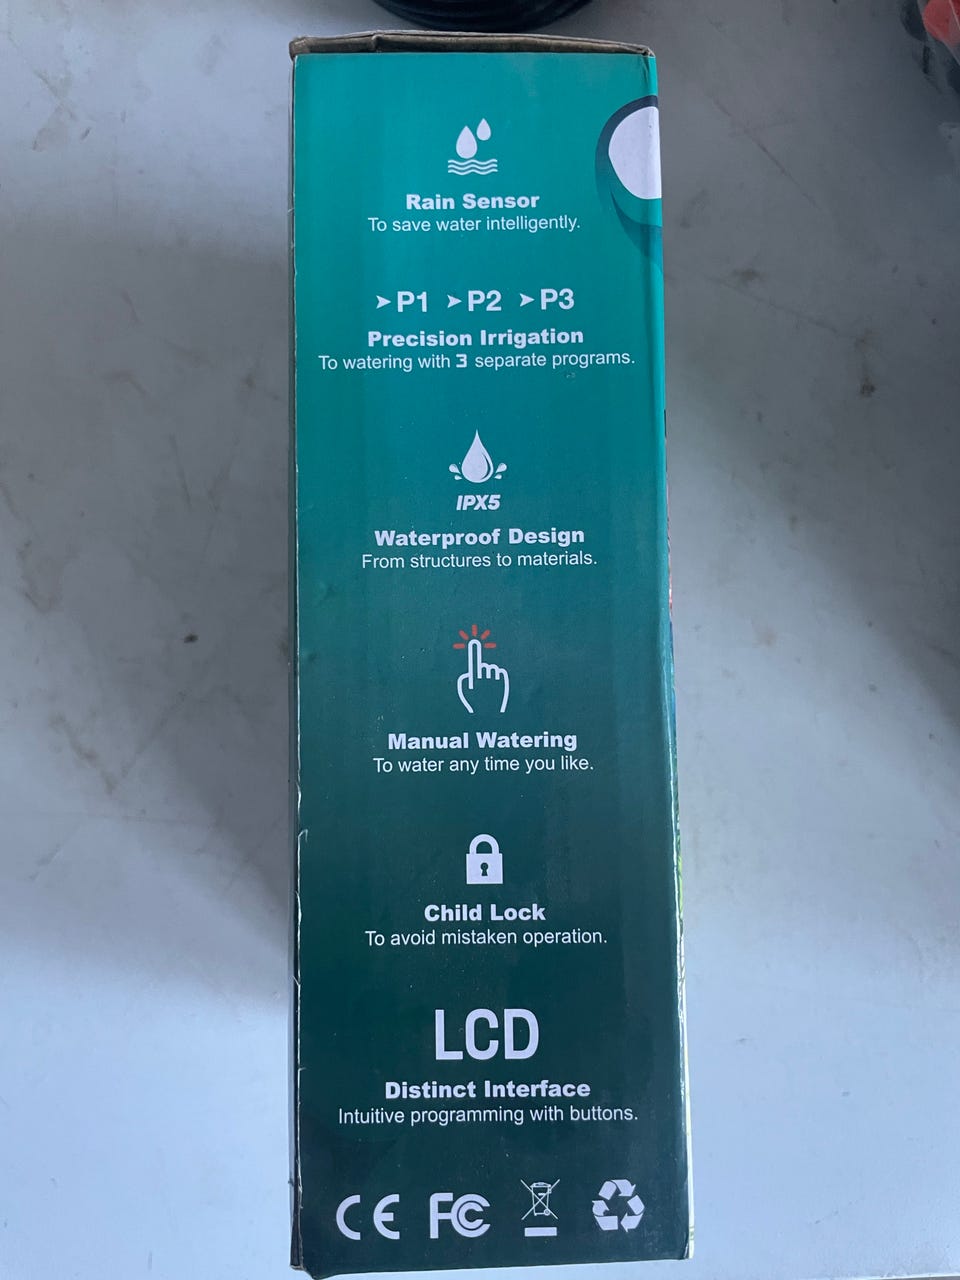 Rain Sensor
To save water intelligently.
➤P1 ➤P2 ➤P3
Precision Irrigation
To watering with 3 separate programs.
IPX5
Waterproof Design
From structures to materials.
Manual Watering
To water any time you like.
Child Lock
To avoid mistaken operation.
LCD
Distinct Interface
Intuitive programming with buttons.
CE FC